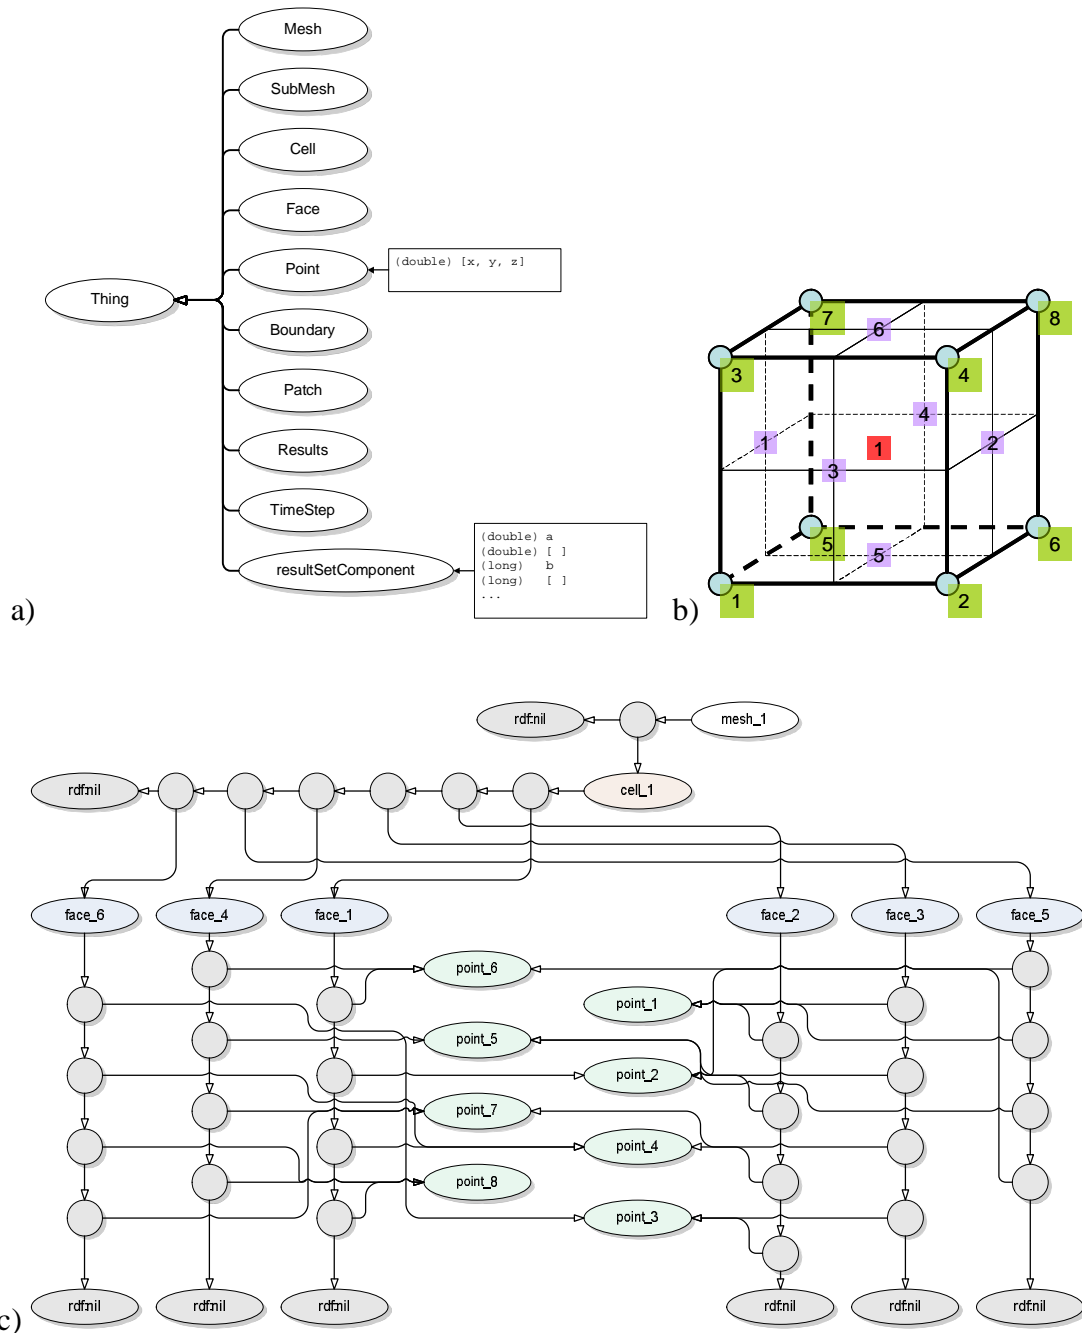 Mesh
SubMesh
Cell
Face
Point
(double) [x, y, z]
Thing
Boundary
Patch
Results
TimeStep
resultSetComponent
(double) a
(double) [ ]
(long) b
(long) [ ]
...
a)
7
8
6
3
4
4
1
1
2
3
5
6
5
1
2
b)
rdf:nil
mesh_1
rdf:nil
cell_1
face_6
face_4
face_1
face_2
face_3
face_5
point_6
point_1
point_5
point_2
point_7
point_4
point_8
point_3
rdf:nil
rdf:nil
rdf:nil
rdf:nil
rdf:nil
rdf:nil
c)